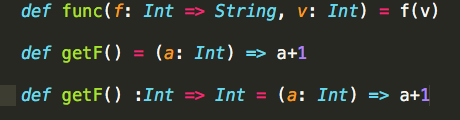 def func(f: Int => String, v: Int) = f(v)
def getF() = (a: Int) => a+1
def getF() :Int => Int = (a: Int) => a+1